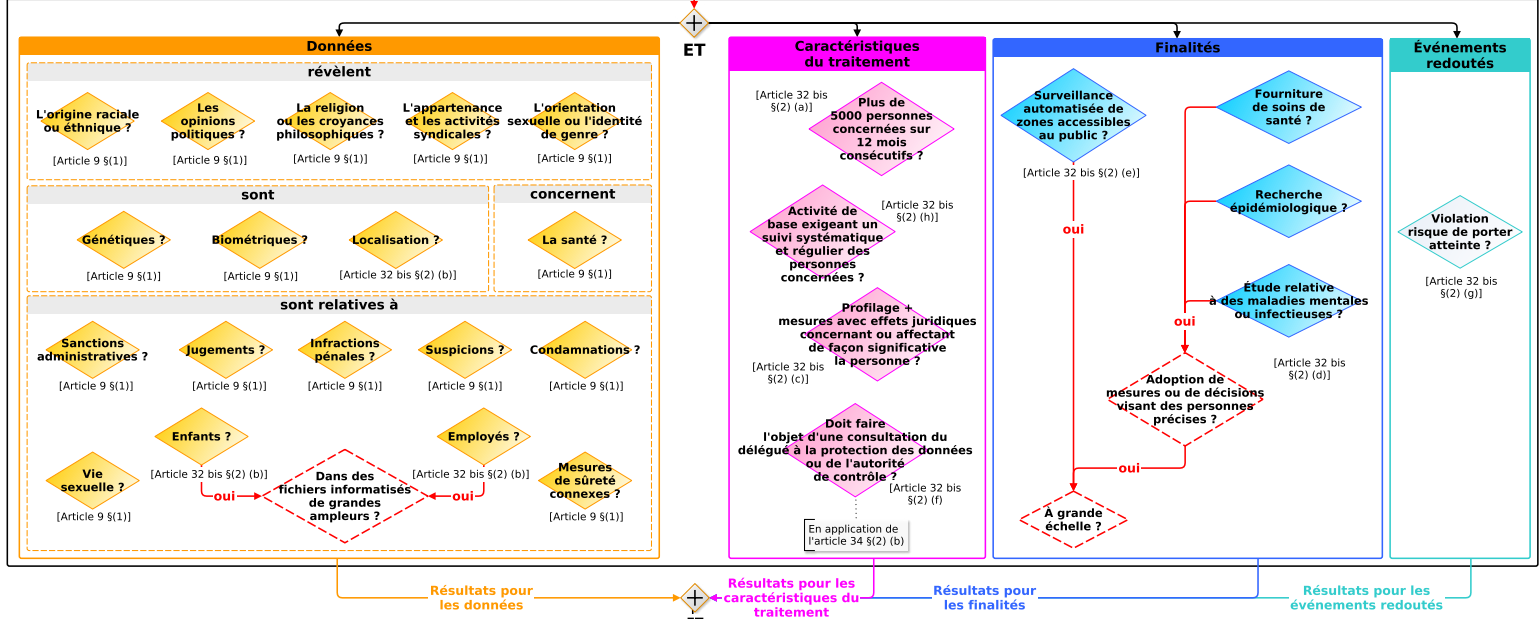 ET
Données
révèlent
L'origine raciale
ou éthnique ?
[Article 9 §(1)]
Les
opinions
politiques ?
[Article 9 §(1)]
La religion
ou les croyances
philosophiques ?
[Article 9 §(1)]
L'appartenance
et les activités
syndicales ?
[Article 9 §(1)]
L'orientation
sexuelle ou l'identité
de genre ?
[Article 9 §(1)]
sont
Génétiques ?
[Article 9 §(1)]
Biométriques ?
[Article 9 §(1)]
Localisation ?
[Article 32 bis §(2) (b)]
concernent
La santé ?
[Article 9 §(1)]
sont relatives à
Sanctions
administratives ?
[Article 9 §(1)]
Jugements ?
[Article 9 §(1)]
Infractions
pénales ?
[Article 9 §(1)]
Suspicions ?
[Article 9 §(1)]
Condamnations ?
[Article 9 §(1)]
Enfants ?
[Article 32 bis §(2) (b)]
oui
Employés ?
[Article 32 bis §(2) (b)]
oui
Vie
sexuelle ?
[Article 9 §(1)]
Dans des
fichiers informatisés
de grandes
ampleurs ?
Mesures
de sûreté
connexes ?
[Article 9 §(1)]
Caractéristiques
du traitement
[Article 32 bis
§(2) (a)]
Plus de
5000 personnes
concernées sur
12 mois
consécutifs ?
Activité de
base exigeant un
suivi systématique
et régulier des
personnes
concernées ?
[Article 32 bis
§(2) (h)]
Profilage +
mesures avec effets juridiques
concernant ou affectant
de façon significative
la personne ?
[Article 32 bis
§(2) (c)]
Doit faire
l'objet d'une consultation du
délégué à la protection des données
ou de l'autorité
de contrôle ?
[Article 32 bis
§(2) (f)
En application de
l'article 34 §(2) (b)
Finalités
Surveillance
automatisée de
zones accessibles
au public ?
[Article 32 bis §(2) (e)]
oui
Fourniture
de soins de
santé ?
Recherche
épidémiologique ?
Étude relative
à des maladies mentales
ou infectieuses ?
oui
[Article 32 bis
§(2) (d)]
Adoption de
mesures ou de décisions
visant des personnes
précises ?
oui
À grande
échelle ?
Événements
redoutés
Violation
risque de porter
atteinte ?
[Article 32 bis
§(2) (g)]
Résultats pour
les données
Résultats pour les
caractéristiques du
traitement
Résultats pour
les finalités
Résultats pour les
événements redoutés